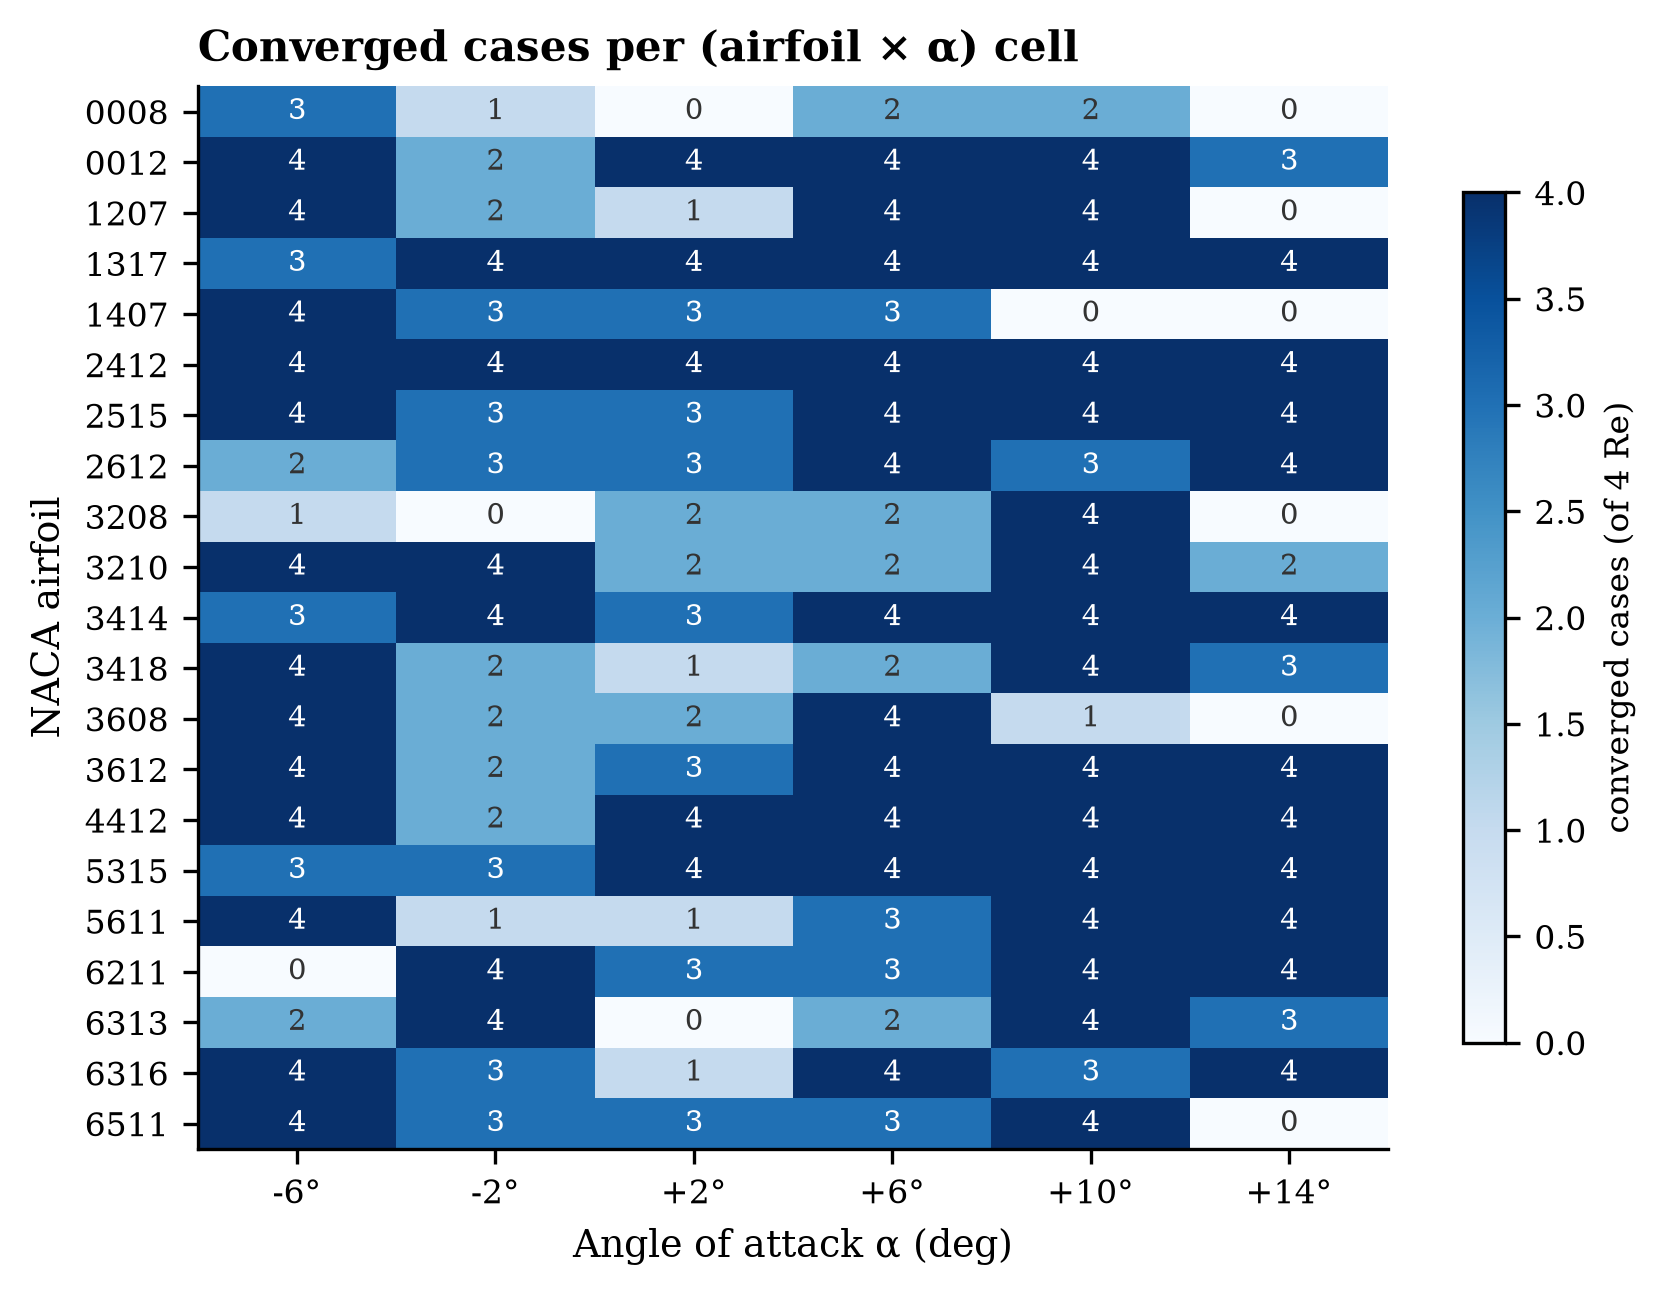 Converged cases per (airfoil × α) cell
NACA airfoil
0008 3 1 0 2 2 0
0012 4 2 4 4 4 3
1207 4 2 1 4 4 0
1317 3 4 4 4 4 4
1407 4 3 3 3 0 0
2412 4 4 4 4 4 4
2515 4 3 3 4 4 4
2612 2 3 3 4 3 4
3208 1 0 2 2 4 0
3210 4 4 2 2 4 2
3414 3 4 3 4 4 4
3418 4 2 1 2 4 3
3608 4 2 2 4 1 0
3612 4 2 3 4 4 4
4412 4 2 4 4 4 4
5315 3 3 4 4 4 4
5611 4 1 1 3 4 4
6211 0 4 3 3 4 4
6313 2 4 0 2 4 3
6316 4 3 1 4 3 4
6511 4 3 3 3 4 0
-6° -2° +2° +6° +10° +14°
Angle of attack α (deg)
4.0
3.5
3.0
2.5
2.0
1.5
1.0
0.5
0.0
converged cases (of 4 Re)